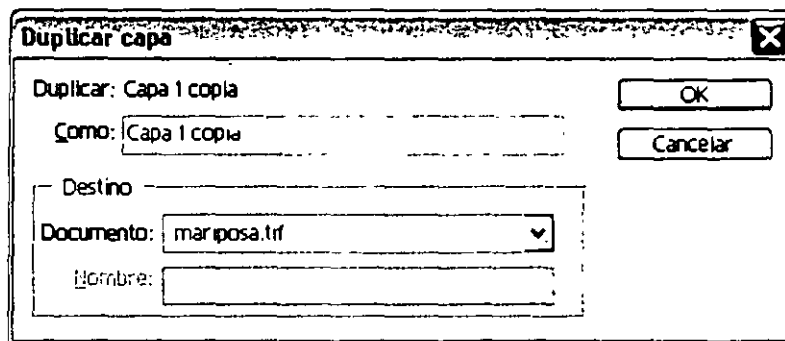 Duplicar capa
Duplicar: Capa 1 copia
OK
Como: Capa 1 copia
Cancelar
Destino
Documento: mariposa.tif
Nombre: